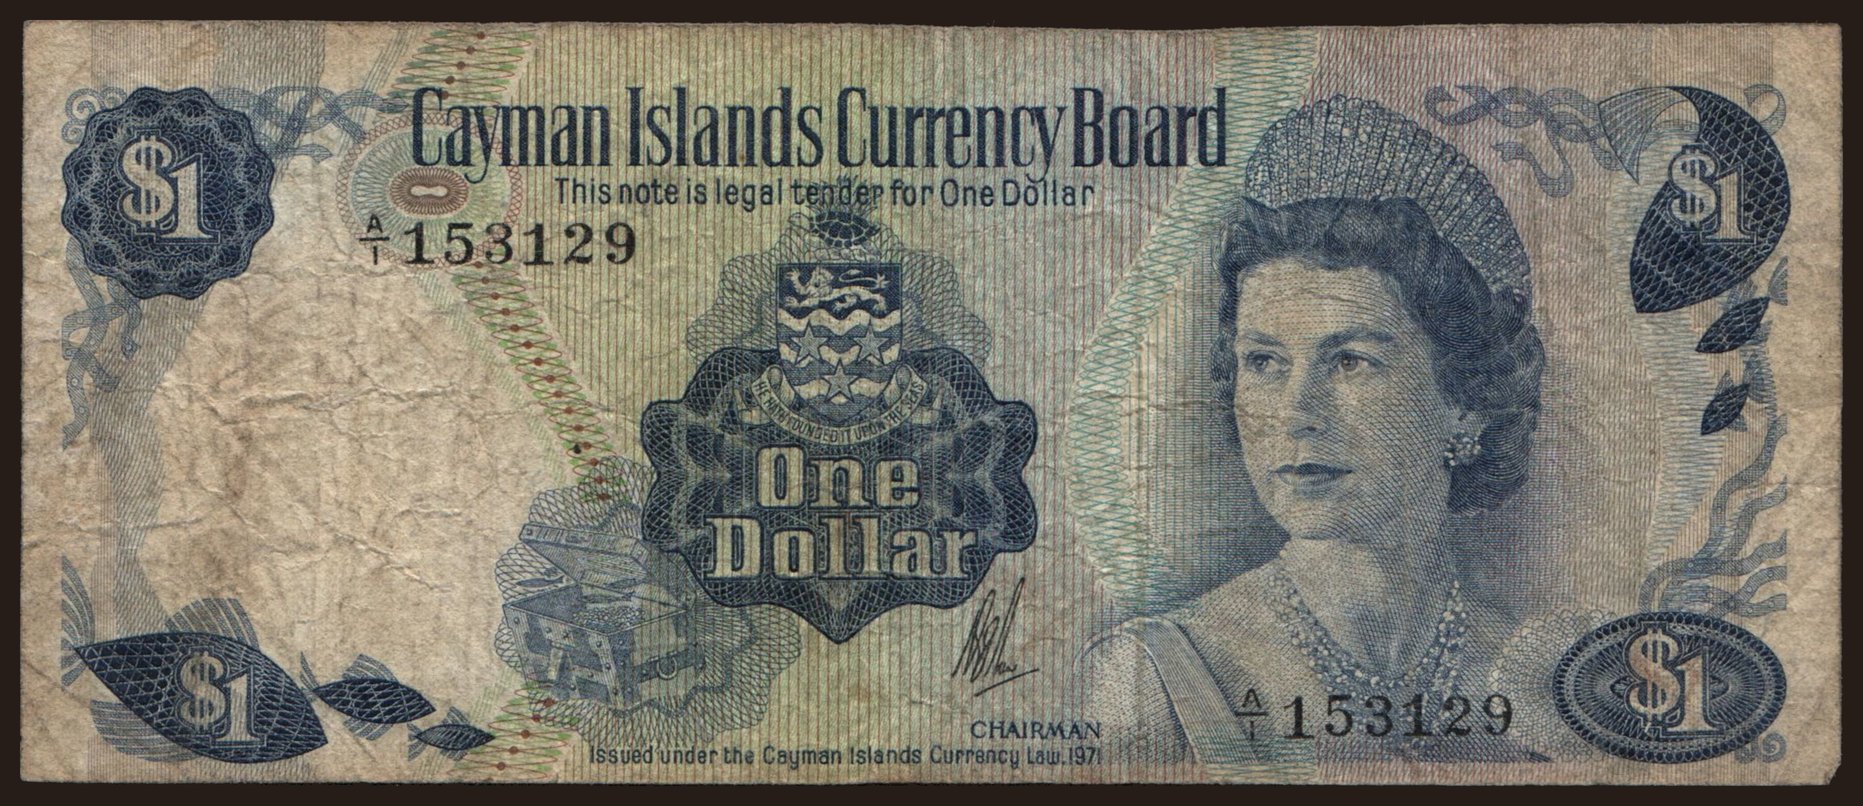 Cayman Islands Currency Board
This note is legal tender for One Dollar
$1
$1
A/1 153129
HE HATH FOUNDED IT UPON THE SEAS
One
Dollar
CHAIRMAN
A/1 153129
Issued under the Cayman Islands Currency Law. 1971
$1
$1